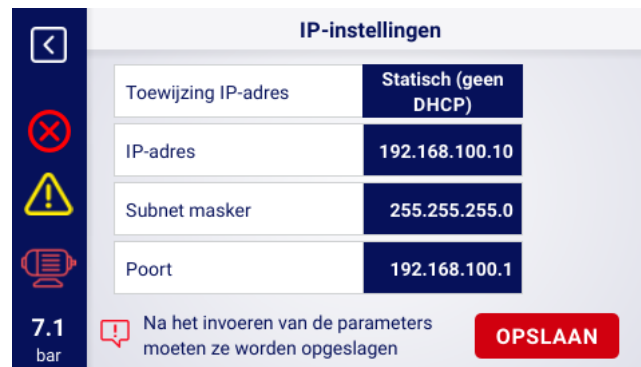 IP-instellingen
Toewijzing IP-adres
Statisch (geen
DHCP)
IP-adres
192.168.100.10
Subnet masker
255.255.255.0
Poort
192.168.100.1
7.1
bar
Na het invoeren van de parameters
moeten ze worden opgeslagen
OPSLAAN